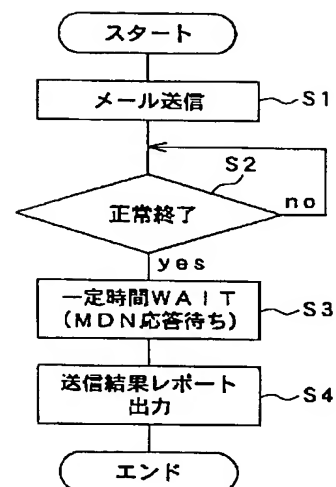 スタート
メール送信
S1
S2
正常終了
no
yes
一定時間WAIT
(MDN応答待ち)
S3
送信結果レポート
出力
S4
エンド